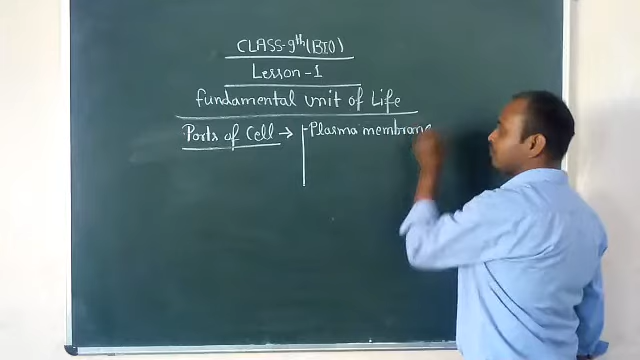 CLASS-9th (BIO)
Lesson-1
Fundamental Unit of Life
Parts of Cell → -Plasma membrane